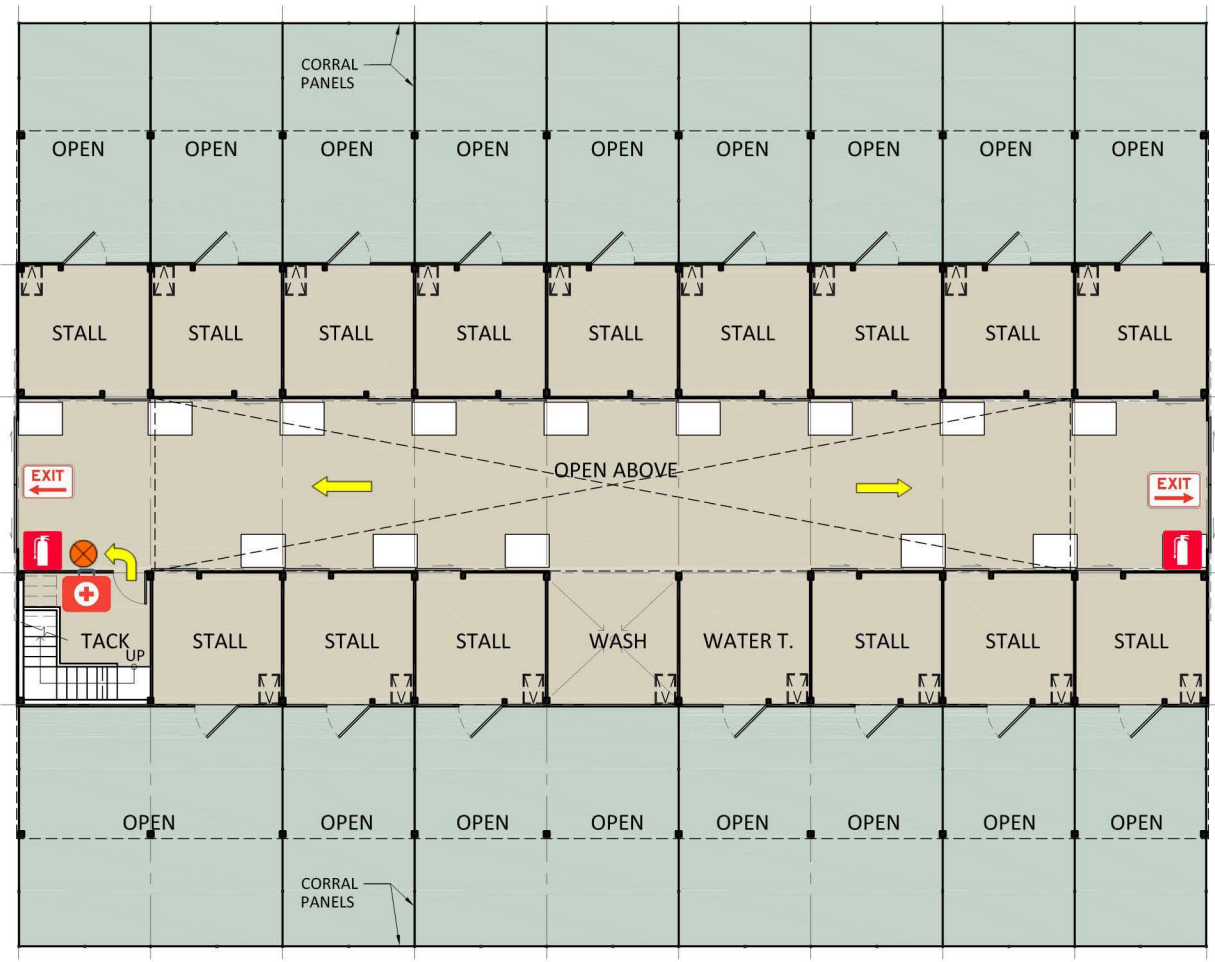 CORRAL
PANELS
OPEN OPEN OPEN OPEN OPEN OPEN OPEN OPEN OPEN
STALL STALL STALL STALL STALL STALL STALL STALL STALL
OPEN ABOVE
EXIT
EXIT
TACK STALL STALL STALL WASH WATER T. STALL STALL STALL
UP
OPEN OPEN OPEN OPEN OPEN OPEN OPEN OPEN
CORRAL
PANELS